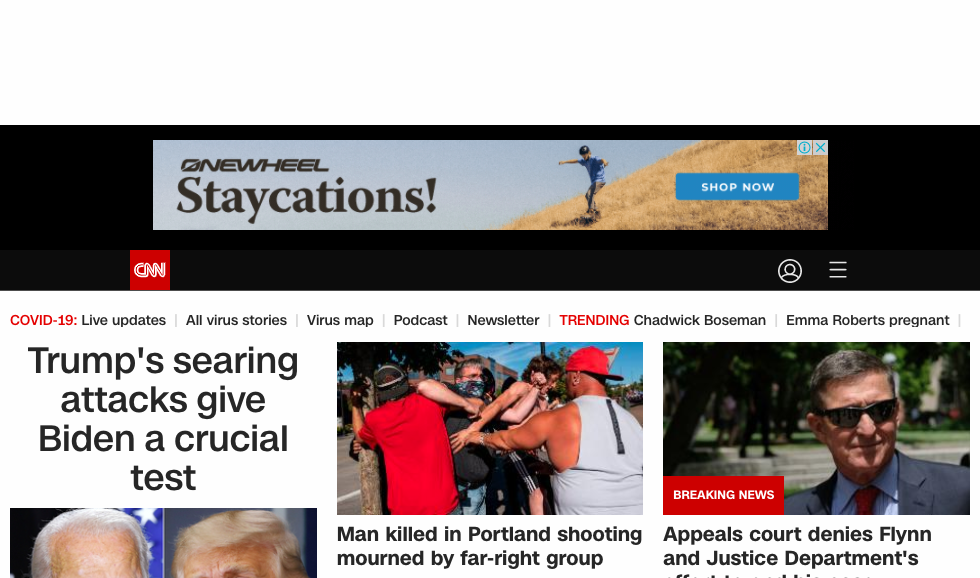 ONEWHEEL
Staycations!
SHOP NOW
CNN
COVID-19: Live updates | All virus stories | Virus map | Podcast | Newsletter | TRENDING Chadwick Boseman | Emma Roberts pregnant |
Trump's searing
attacks give
Biden a crucial
test
Man killed in Portland shooting
mourned by far-right group
BREAKING NEWS
Appeals court denies Flynn
and Justice Department's